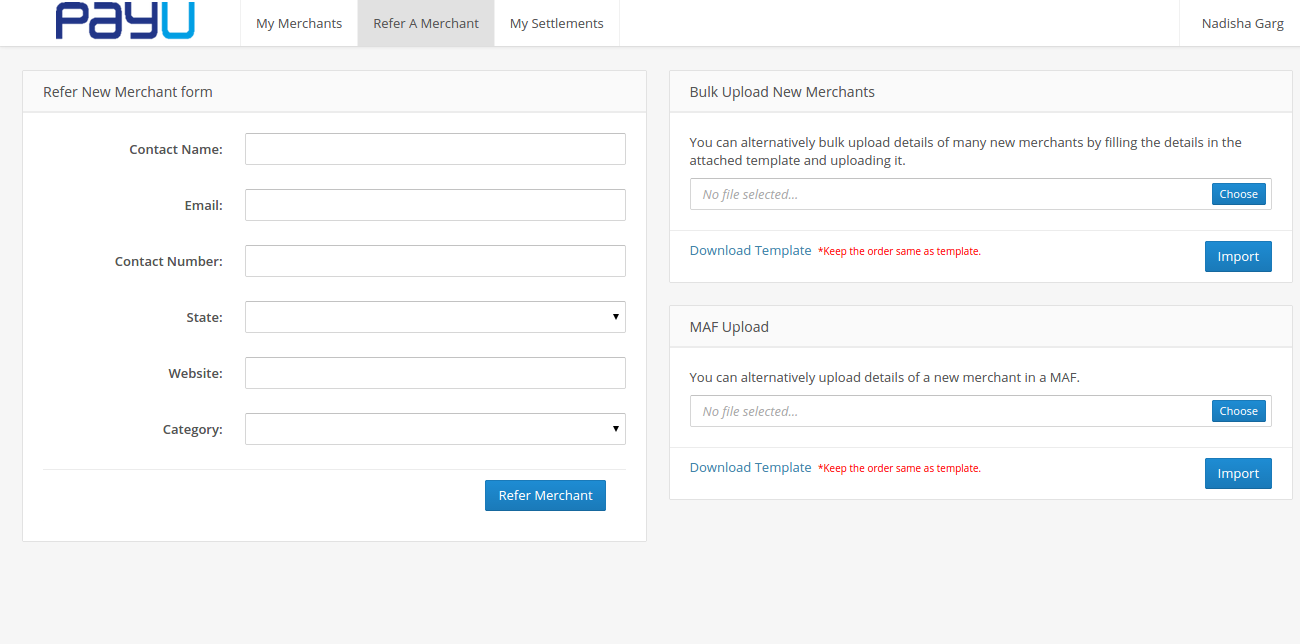 PayU
My Merchants
Refer A Merchant
My Settlements
Nadisha Garg
Refer New Merchant form
Contact Name:
Email:
Contact Number:
State:
Website:
Category:
Refer Merchant
Bulk Upload New Merchants
You can alternatively bulk upload details of many new merchants by filling the details in the
attached template and uploading it.
No file selected...
Choose
Download Template *Keep the order same as template.
Import
MAF Upload
You can alternatively upload details of a new merchant in a MAF.
No file selected...
Choose
Download Template *Keep the order same as template.
Import